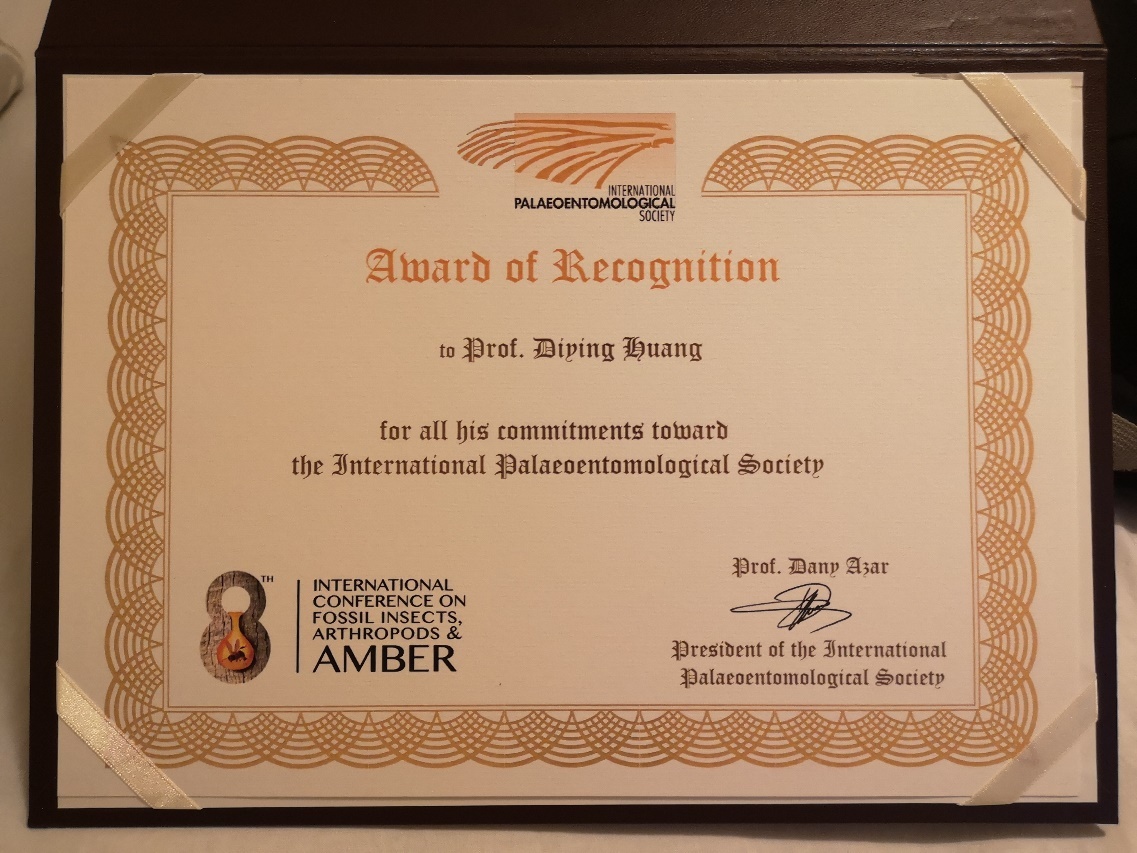 INTERNATIONAL
PALAEOENTOMOLOGICAL
SOCIETY
Award of Recognition
to Prof. Diying Huang
for all his commitments toward
the International Palaeoentomological Society
8TH
INTERNATIONAL
CONFERENCE ON
FOSSIL INSECTS,
ARTHROPODS &
AMBER
Prof. Dany Azar
President of the International
Palaeoentomological Society